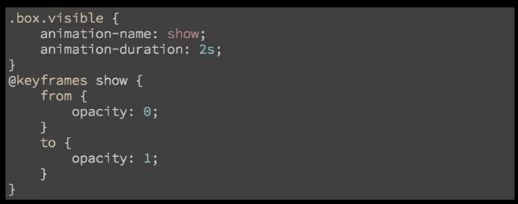 .box.visible {
    animation-name: show;
    animation-duration: 2s;
}
@keyframes show {
    from {
        opacity: 0;
    }
    to {
        opacity: 1;
    }
}